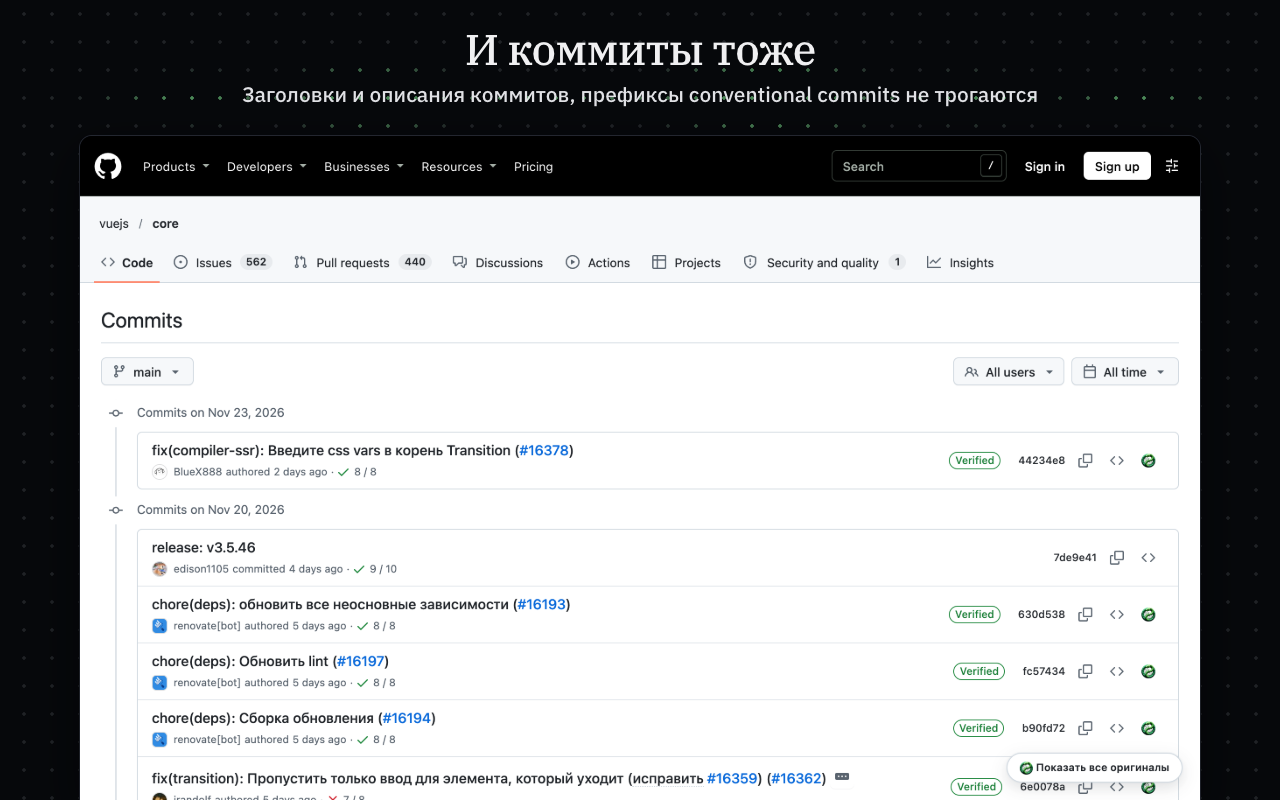 И коммиты тоже
Заголовки и описания коммитов, префиксы conventional commits не трогаются
Products Developers Businesses Resources Pricing Search / Sign in Sign up
vuejs / core
Code Issues 562 Pull requests 440 Discussions Actions Projects Security and quality 1 Insights
Commits
main All users All time
Commits on Nov 23, 2026
fix(compiler-ssr): Введите css vars в корень Transition (#16378)
BlueX888 authored 2 days ago · 8 / 8
Verified 44234e8
Commits on Nov 20, 2026
release: v3.5.46
edison1105 committed 4 days ago · 9 / 10
7de9e41
chore(deps): обновить все неосновные зависимости (#16193)
renovate[bot] authored 5 days ago · 8 / 8
Verified 630d538
chore(deps): Обновить lint (#16197)
renovate[bot] authored 5 days ago · 8 / 8
Verified fc57434
chore(deps): Сборка обновления (#16194)
renovate[bot] authored 5 days ago · 8 / 8
Verified b90fd72
fix(transition): Пропустить только ввод для элемента, который уходит (исправить #16359) (#16362)
authored 5 days ago · 7 / 8
Verified 6e0078a
Показать все оригиналы